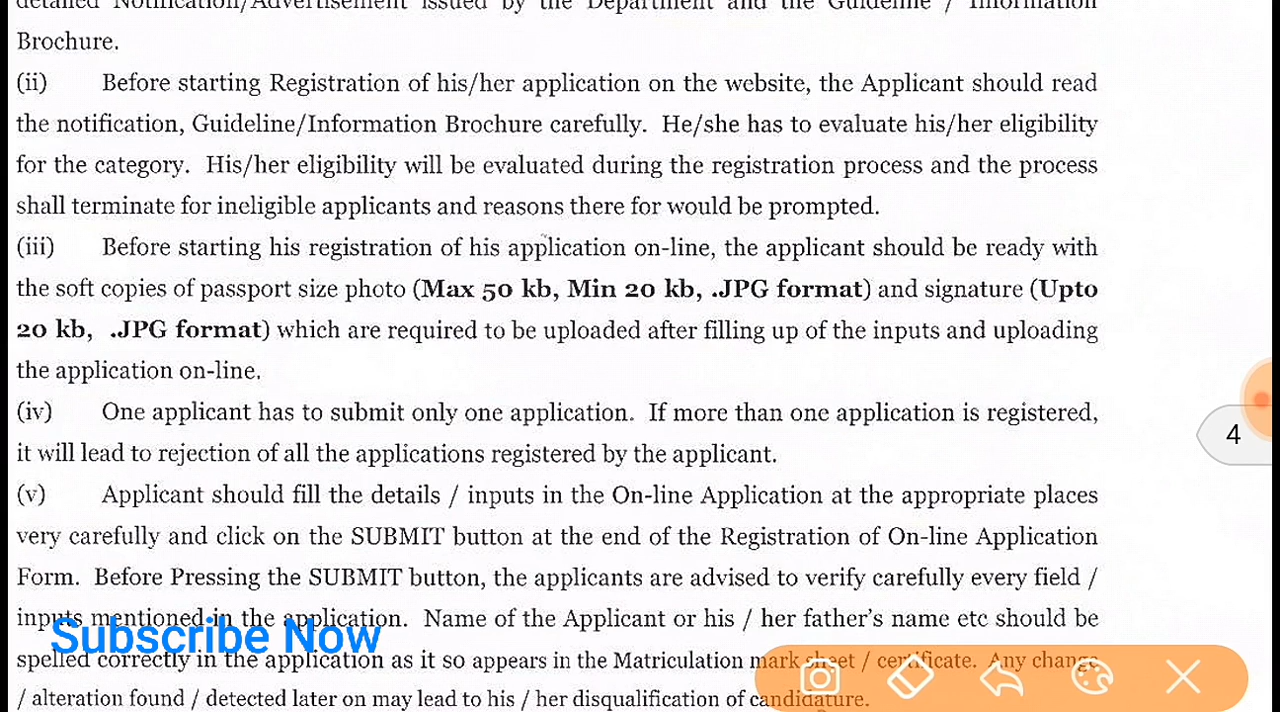 detailed Notification/Advertisement issued by the Department and the Guideline / Information
Brochure.
(ii) Before starting Registration of his/her application on the website, the Applicant should read
the notification, Guideline/Information Brochure carefully. He/she has to evaluate his/her eligibility
for the category. His/her eligibility will be evaluated during the registration process and the process
shall terminate for ineligible applicants and reasons there for would be prompted.
(iii) Before starting his registration of his application on-line, the applicant should be ready with
the soft copies of passport size photo (Max 50 kb, Min 20 kb, .JPG format) and signature (Upto
20 kb, .JPG format) which are required to be uploaded after filling up of the inputs and uploading
the application on-line.
(iv) One applicant has to submit only one application. If more than one application is registered,
it will lead to rejection of all the applications registered by the applicant.
4
(v) Applicant should fill the details / inputs in the On-line Application at the appropriate places
very carefully and click on the SUBMIT button at the end of the Registration of On-line Application
Form. Before Pressing the SUBMIT button, the applicants are advised to verify carefully every field /
inputs mentioned in the application. Name of the Applicant or his / her father's name etc should be
Subscribe Now
spelled correctly in the application as it so appears in the Matriculation mark sheet / certificate. Any change
/ alteration found / detected later on may lead to his / her disqualification of candidature.